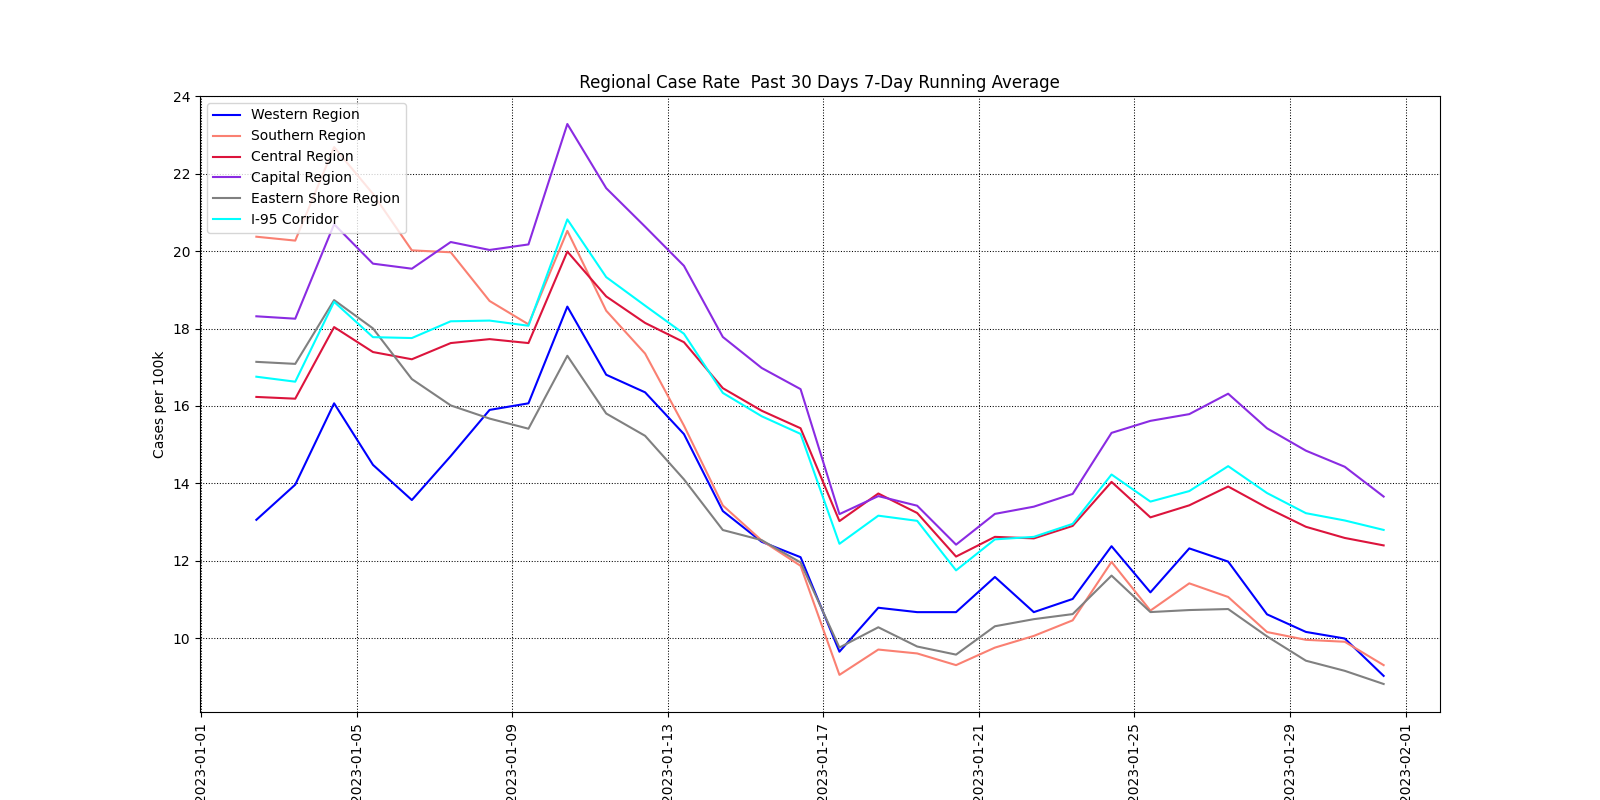 Regional Case Rate  Past 30 Days 7-Day Running Average
24
22
20
18
16
14
12
10
Cases per 100k
Western Region
Southern Region
Central Region
Capital Region
Eastern Shore Region
I-95 Corridor
2023-01-01
2023-01-05
2023-01-09
2023-01-13
2023-01-17
2023-01-21
2023-01-25
2023-01-29
2023-02-01